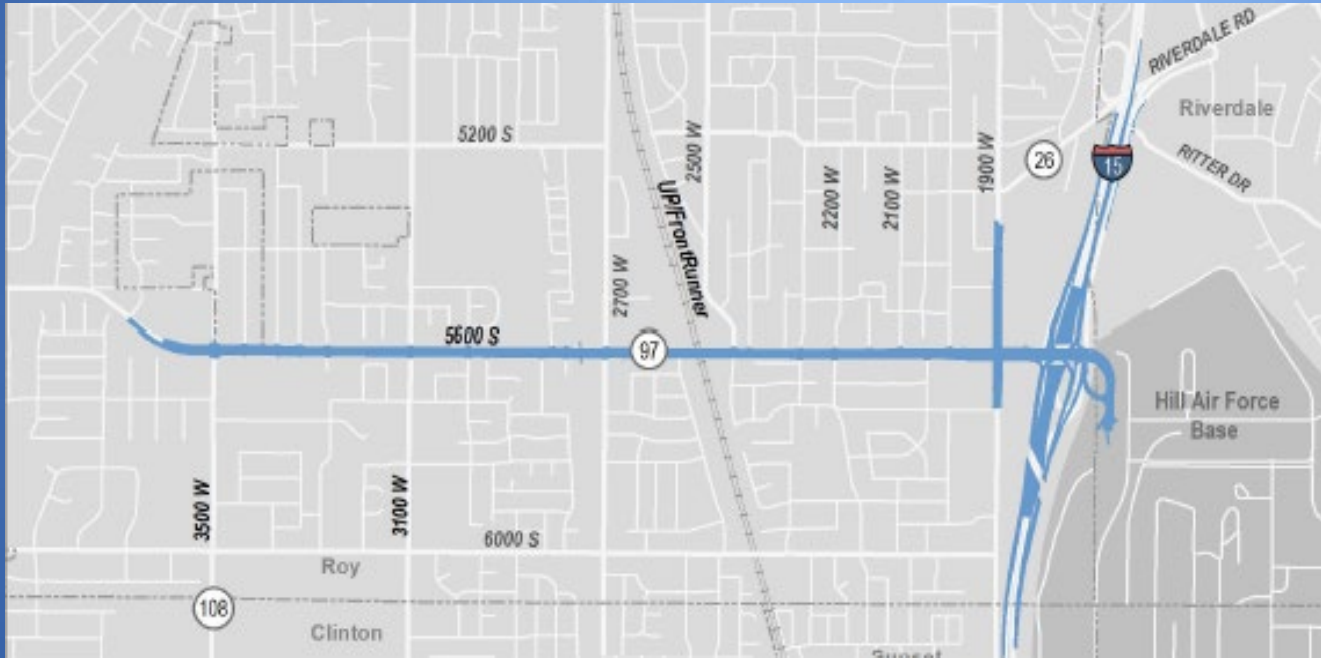 RIVERDALE RD
Riverdale
5200 S
2500 W
26
15
RITTER DR
1900 W
2200 W
2100 W
UP/FrontRunner
2700 W
5600 S
97
Hill Air Force
Base
3500 W
3100 W
6000 S
Roy
108
Clinton
Sunset